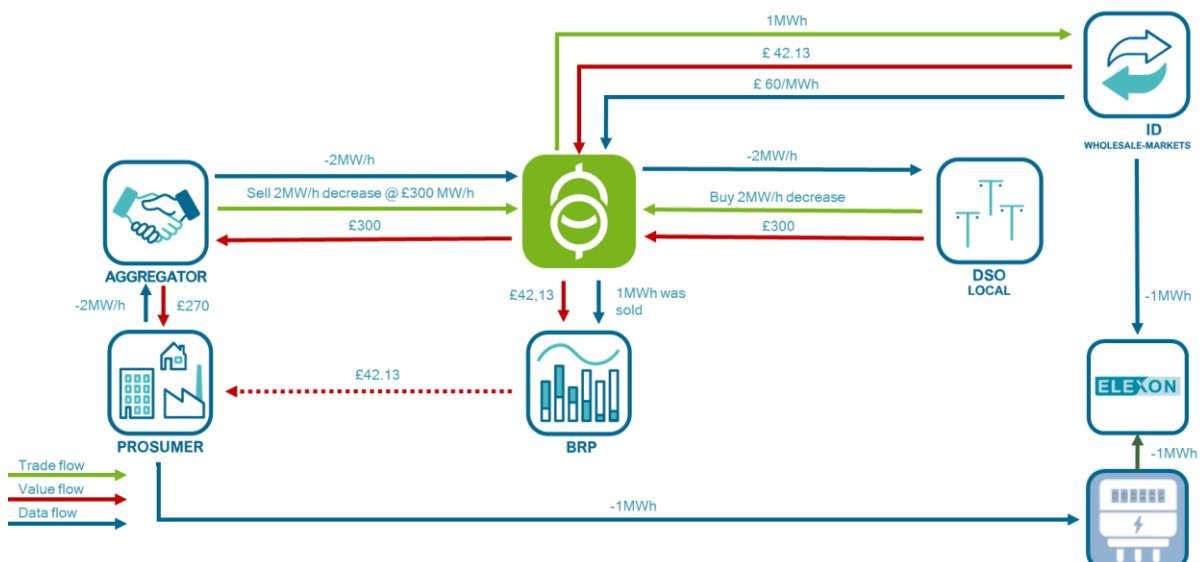 1MWh
£ 42.13
£ 60/MWh
ID
WHOLESALE-MARKETS
-2MW/h
-2MW/h
Sell 2MW/h decrease @ £300 MW/h
Buy 2MW/h decrease
£300
£300
AGGREGATOR
DSO
LOCAL
-2MW/h
£270
£42,13
1MWh was
sold
-1MWh
£42.13
ELEXON
PROSUMER
BRP
-1MWh
Trade flow
Value flow
Data flow
-1MWh